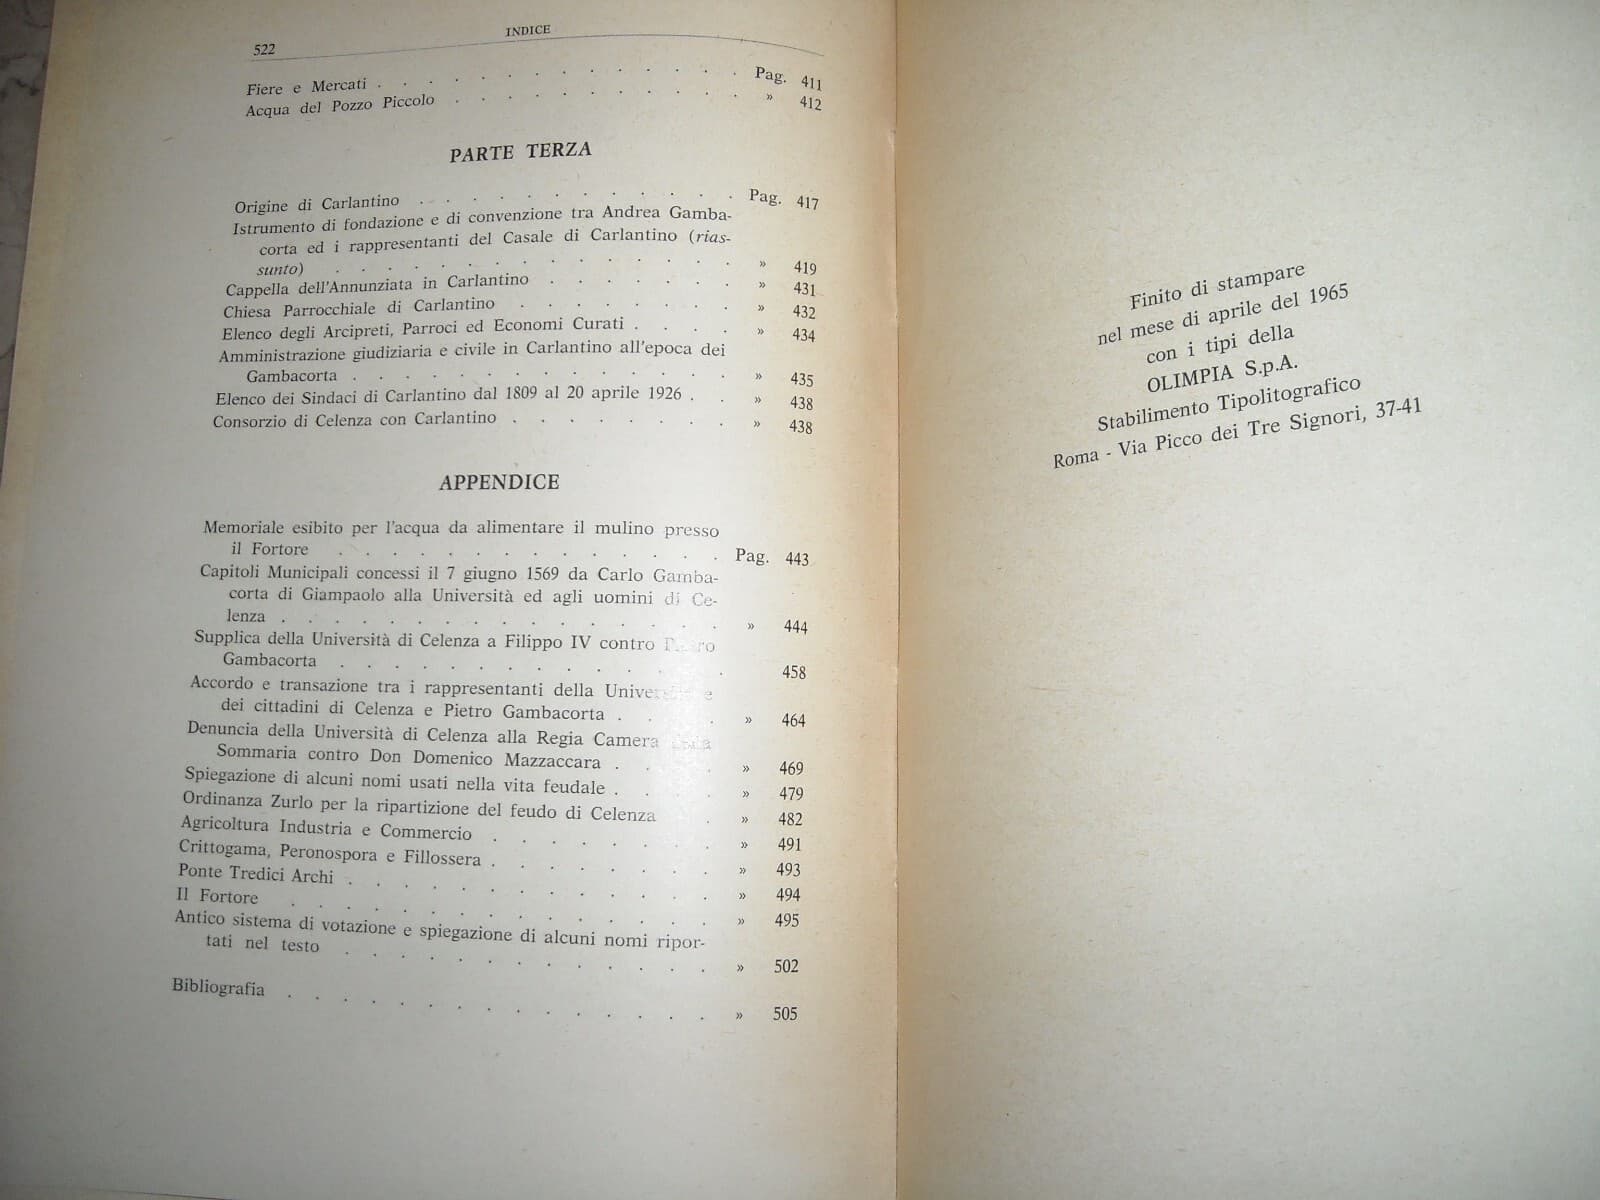 522
INDICE
Fiere e Mercati . . . . . . . . . . . . . . Pag. 411
Acqua del Pozzo Piccolo . . . . . . . . . . . » 412
PARTE TERZA
Origine di Carlantino . . . . . . . . . . . . Pag. 417
Istrumento di fondazione e di convenzione tra Andrea Gamba-
corta ed i rappresentanti del Casale di Carlantino (rias-
sunto) . . . . . . . . . . . . . . . » 419
Cappella dell'Annunziata in Carlantino . . . . . . . » 431
Chiesa Parrocchiale di Carlantino . . . . . . . . » 432
Elenco degli Arcipreti, Parroci ed Economi Curati . . . . » 434
Amministrazione giudiziaria e civile in Carlantino all'epoca dei
Gambacorta . . . . . . . . . . . . . . » 435
Elenco dei Sindaci di Carlantino dal 1809 al 20 aprile 1926 . . » 438
Consorzio di Celenza con Carlantino . . . . . . . . » 438
APPENDICE
Memoriale esibito per l'acqua da alimentare il mulino presso
il Fortore . . . . . . . . . . . . . . Pag. 443
Capitoli Municipali concessi il 7 giugno 1569 da Carlo Gamba-
corta di Giampaolo alla Università ed agli uomini di Ce-
lenza . . . . . . . . . . . . . . . . » 444
Supplica della Università di Celenza a Filippo IV contro
Gambacorta . . . . . . . . . . . . . . 458
Accordo e transazione tra i rappresentanti della e
dei cittadini di Celenza e Pietro Gambacorta . . . . » 464
Denuncia della Università di Celenza alla Regia Camera
Sommaria contro Don Domenico Mazzaccara . . . . » 469
Spiegazione di alcuni nomi usati nella vita feudale . . . . » 479
Ordinanza Zurlo per la ripartizione del feudo di Celenza . » 482
Agricoltura Industria e Commercio . . . . . . . . » 491
Crittogama, Peronospora e Fillossera . . . . . . . . » 493
Ponte Tredici Archi . . . . . . . . . . . . . » 494
Il Fortore . . . . . . . . . . . . . . . » 495
Antico sistema di votazione e spiegazione di alcuni nomi ripor-
tati nel testo . . . . . . . . . . . . . » 502
Bibliografia . . . . . . . . . . . . . . . » 505
Finito di stampare
nel mese di aprile del 1965
con i tipi della
OLIMPIA S.p.A.
Stabilimento Tipolitografico
Roma - Via Picco dei Tre Signori, 37-41